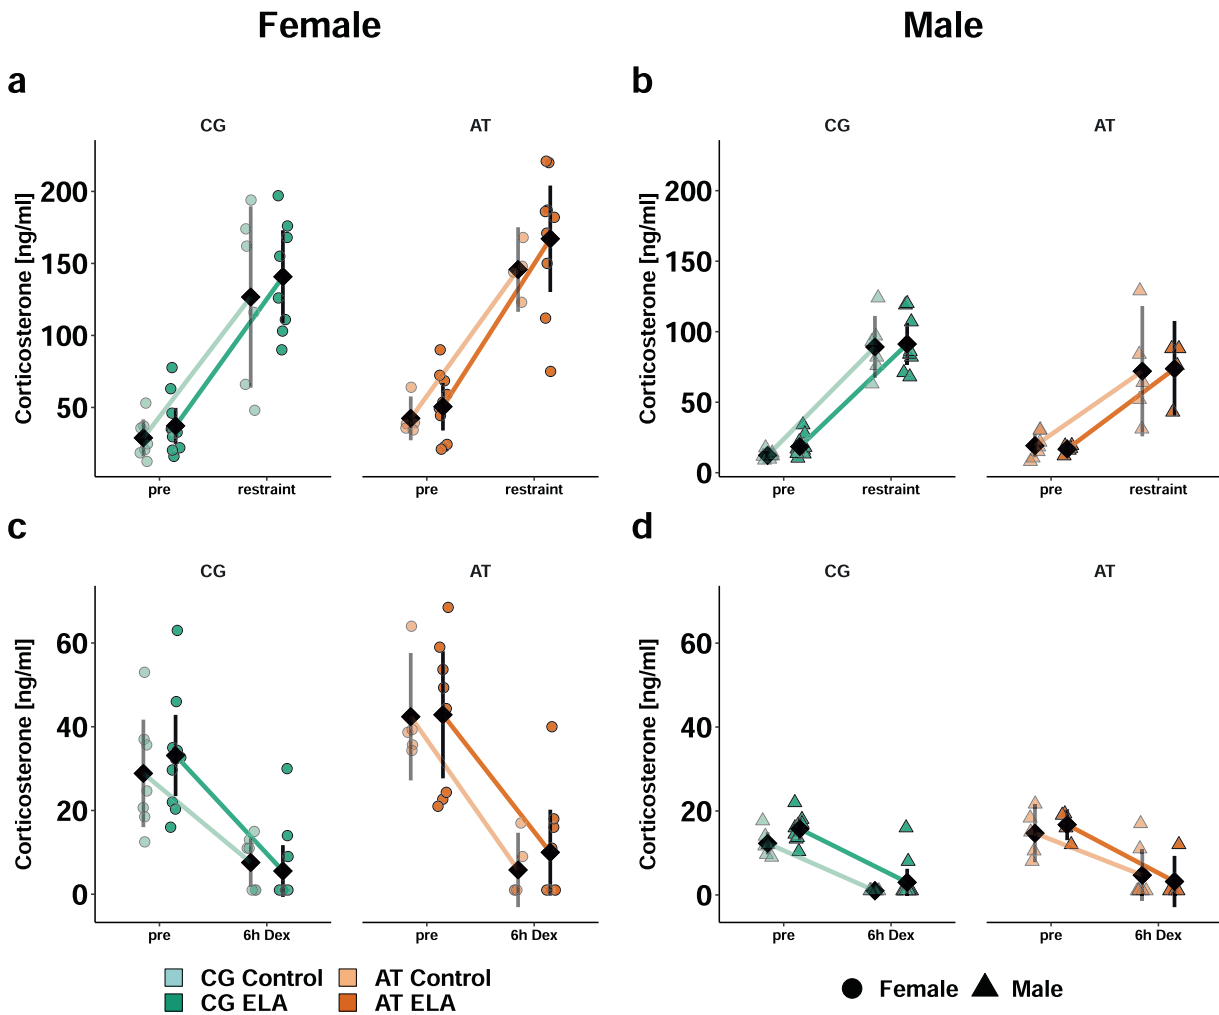 Female Male
a b
CG AT CG AT
Corticosterone [ng/ml] 200 150 100 50
pre restraint pre restraint
Corticosterone [ng/ml] 200 150 100 50 0
pre restraint pre restraint
c d
CG AT CG AT
Corticosterone [ng/ml] 60 40 20 0
pre 6h Dex pre 6h Dex
Corticosterone [ng/ml] 60 40 20 0
pre 6h Dex pre 6h Dex
CG Control AT Control
CG ELA AT ELA
Female Male